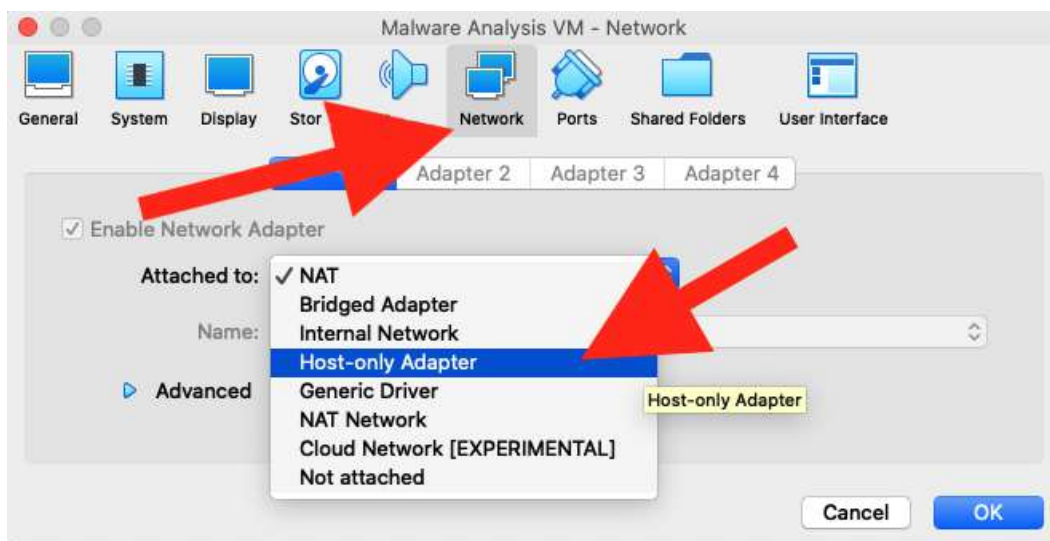 Malware Analysis VM - Network
General System Display Stor Network Ports Shared Folders User Interface
Adapter 2 Adapter 3 Adapter 4
Enable Network Adapter
Attached to: ✓ NAT
Bridged Adapter
Name: Internal Network
Host-only Adapter
Advanced Generic Driver
Host-only Adapter
NAT Network
Cloud Network [EXPERIMENTAL]
Not attached
Cancel OK